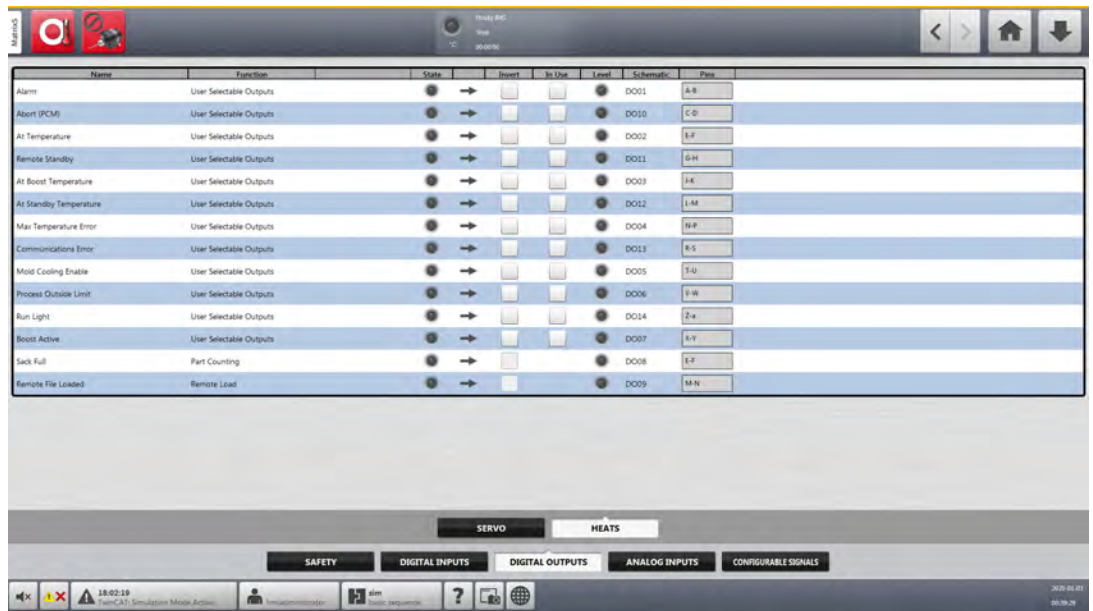 Matrix5
°C
Name Function State Invert In Use Level Schematic Pins
Alarm User Selectable Outputs DO01 A-B
Abort (PCM) User Selectable Outputs DO10 C-D
At Temperature User Selectable Outputs DO02 E-F
Remote Standby User Selectable Outputs DO11 G-H
At Boost Temperature User Selectable Outputs DO03 J-K
At Standby Temperature User Selectable Outputs DO12 L-M
Max Temperature Error User Selectable Outputs DO04 N-P
Communications Error User Selectable Outputs DO13 R-S
Mold Cooling Enable User Selectable Outputs DO05 T-U
Process Outside Limit User Selectable Outputs DO06 V-W
Run Light User Selectable Outputs DO14 Z-a
Boost Active User Selectable Outputs DO07 X-Y
Sack Full Part Counting DO08 E-F
Remote File Loaded Remote Load DO09 M-N
SERVO HEATS
SAFETY DIGITAL INPUTS DIGITAL OUTPUTS ANALOG INPUTS CONFIGURABLE SIGNALS
18:02:19
TwinCAT: Simulation Mode Active
hmiadministrator
sim
basic sequence
?